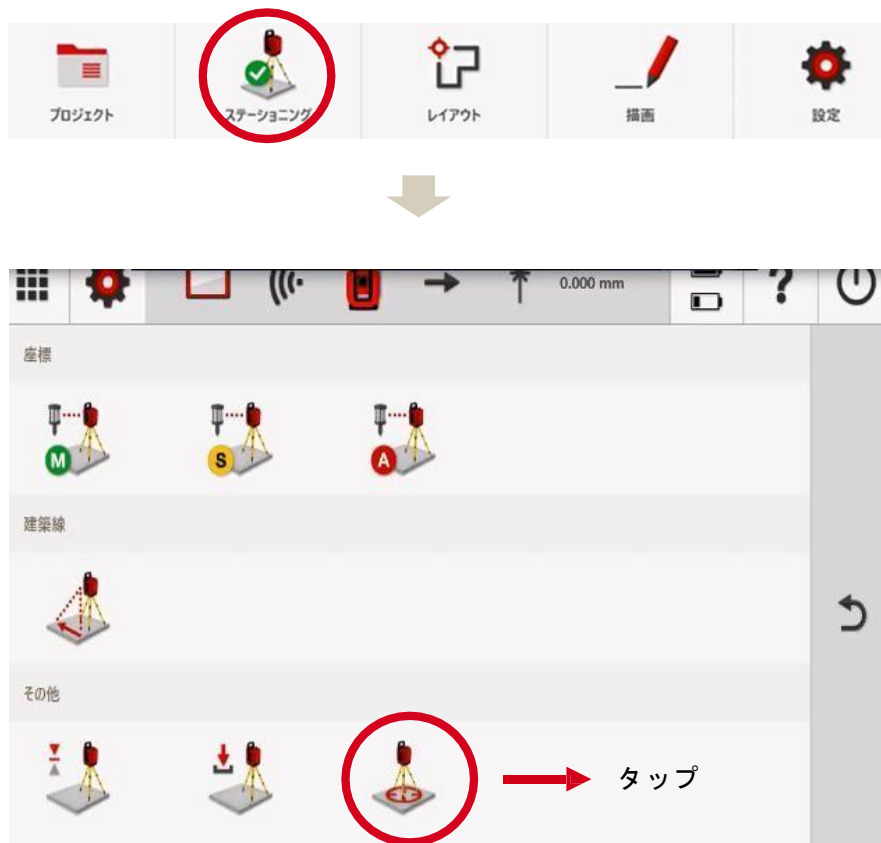 プロジェクト
ステーショニング
レイアウト
描画
設定
0.000 mm
?
座標
M
S
A
建築線
その他
タップ